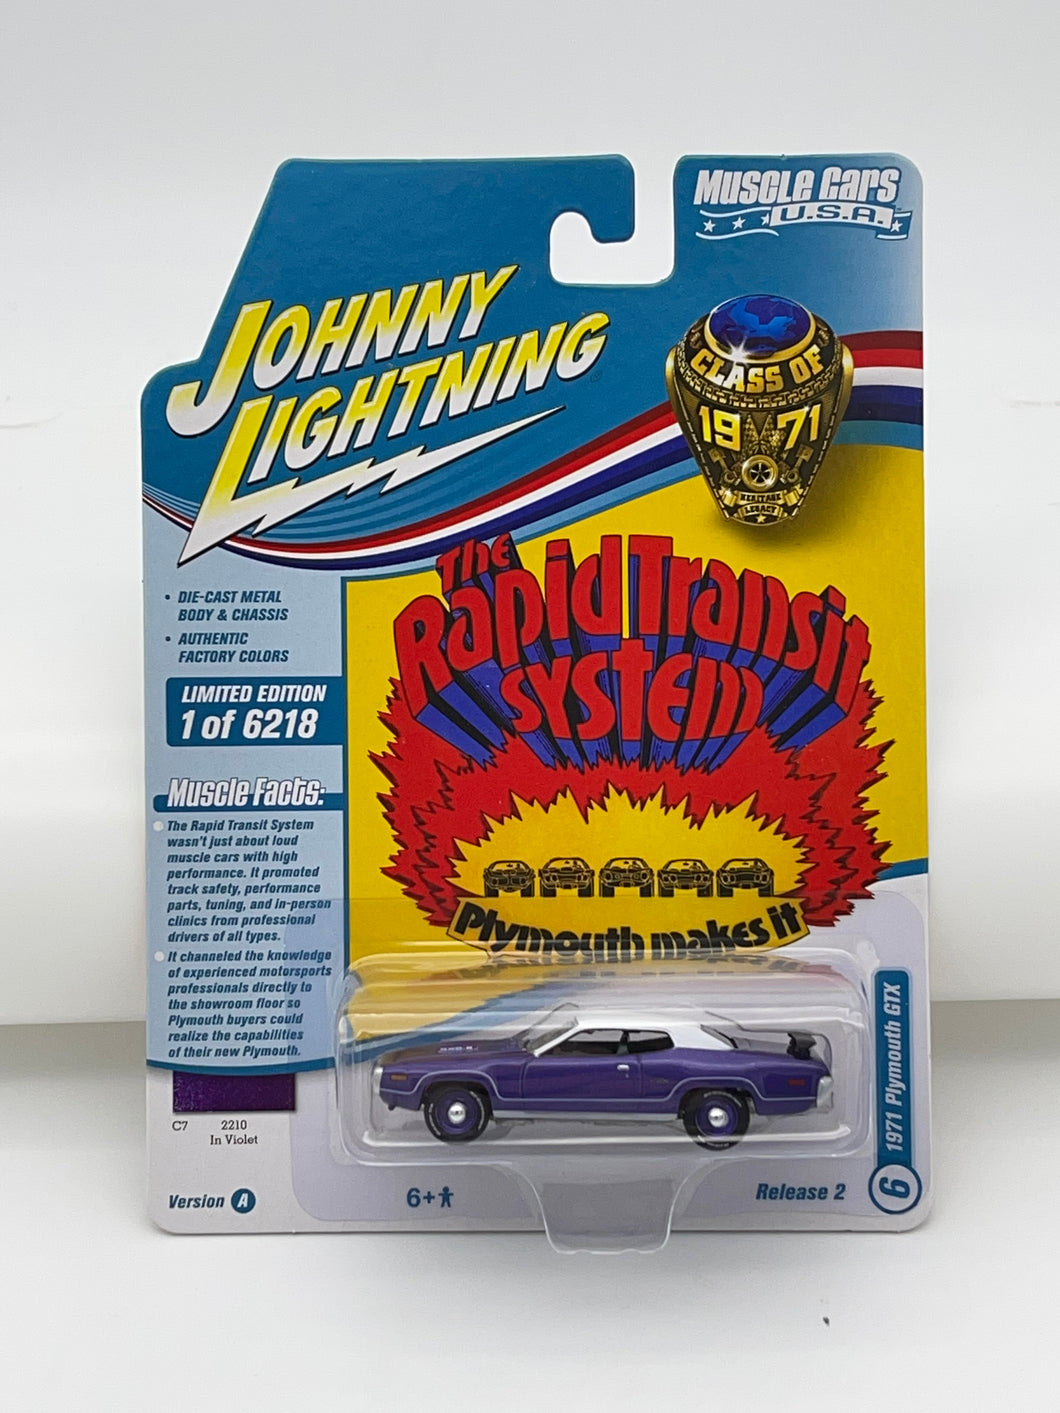 MUSCLE CARS
U.S.A.
JOHNNY
LIGHTNING
CLASS OF
19 71
HERITAGE
LEGACY
• DIE-CAST METAL
BODY & CHASSIS
• AUTHENTIC
FACTORY COLORS
LIMITED EDITION
1 of 6218
The
Rapid Transit
System
Plymouth makes it
Muscle Facts:
The Rapid Transit System
wasn't just about loud
muscle cars with high
performance. It promoted
track safety, performance
parts, tuning, and in-person
clinics from professional
drivers of all types.
It channeled the knowledge
of experienced motorsports
professionals directly to
the showroom floor so
Plymouth buyers could
realize the capabilities
of their new Plymouth.
C7 2210
In Violet
Version A
6+
Release 2
6
1971 Plymouth GTX